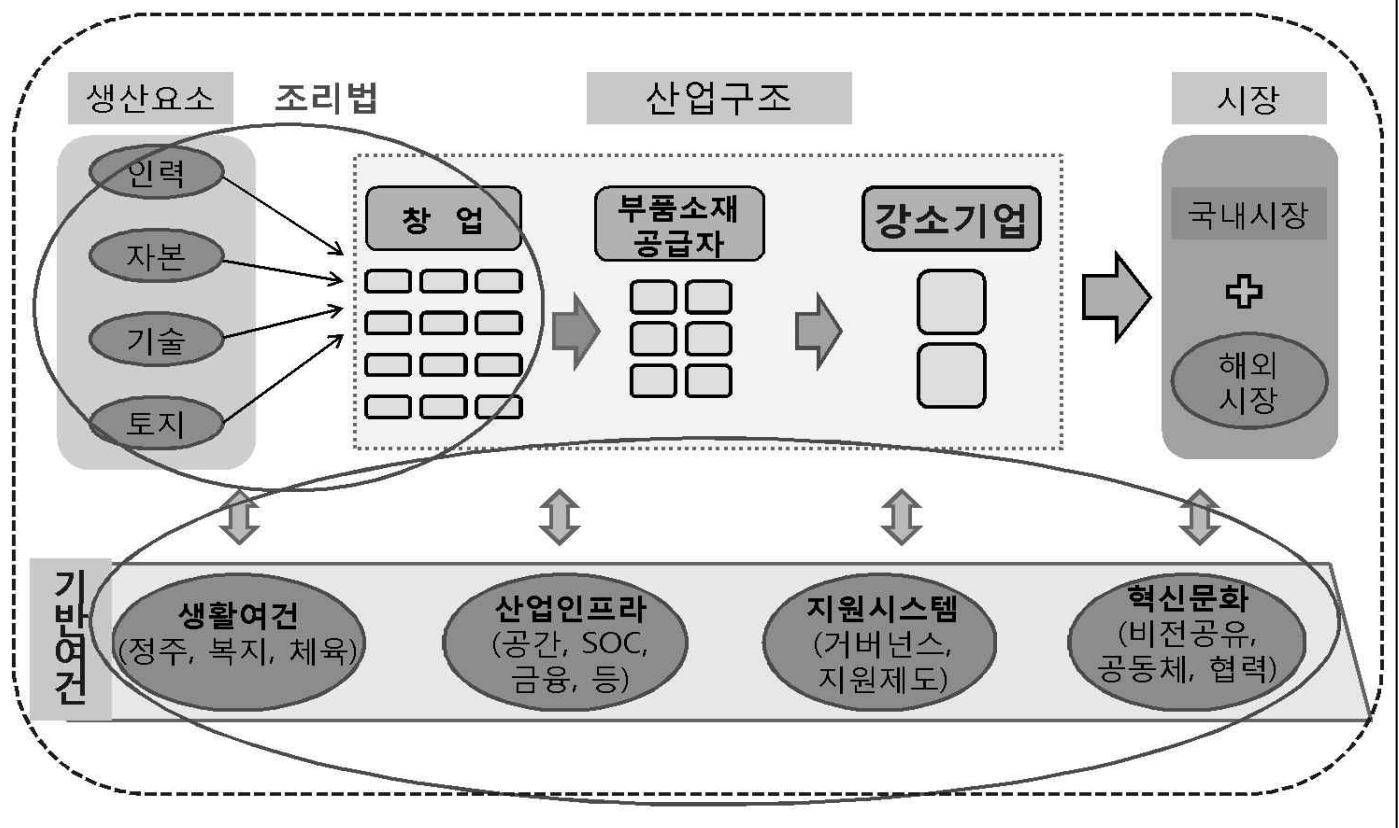 생산요소
조리법
산업구조
시장
인력
자본
기술
토지
창 업
부품소재
공급자
강소기업
국내시장
해외
시장
기반여건
생활여건
(정주, 복지, 체육)
산업인프라
(공간, SOC,
금융, 등)
지원시스템
(거버넌스,
지원제도)
혁신문화
(비전공유,
공동체, 협력)